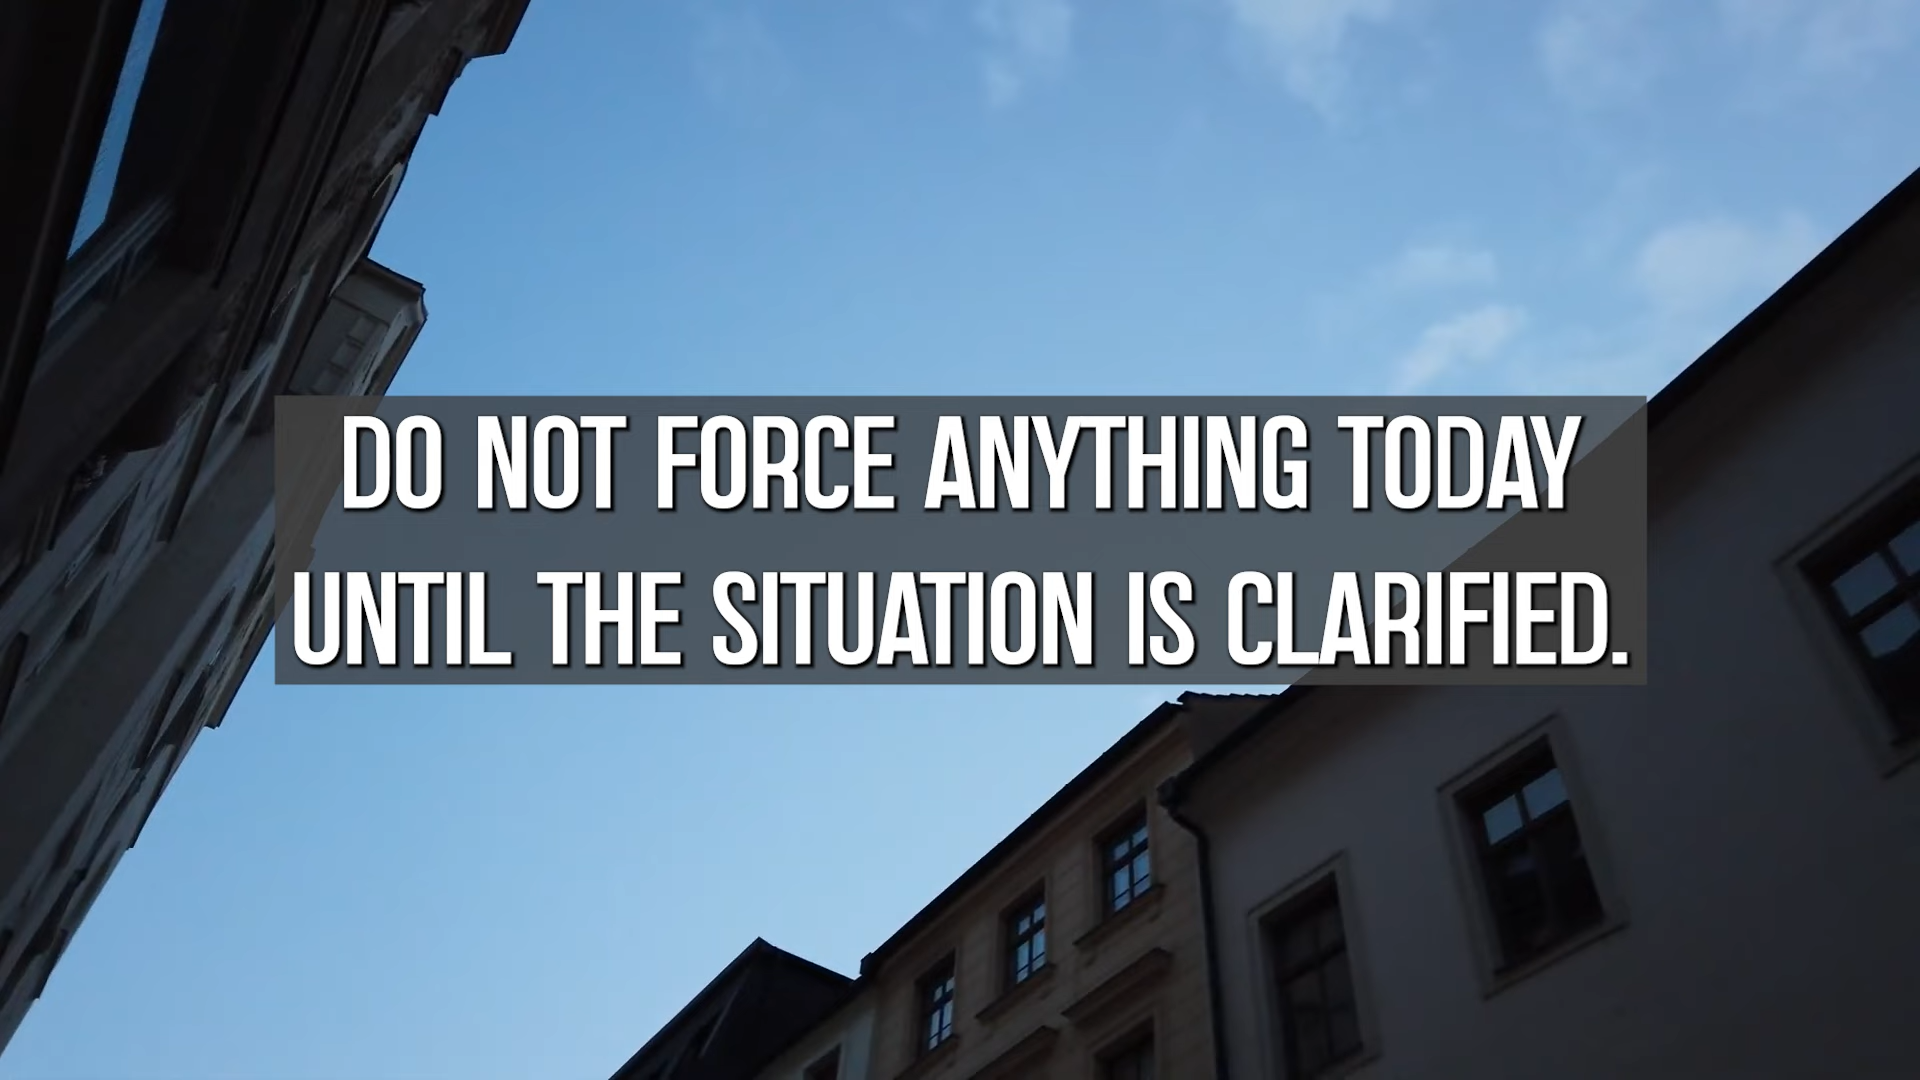 DO NOT FORCE ANYTHING TODAY
UNTIL THE SITUATION IS CLARIFIED.